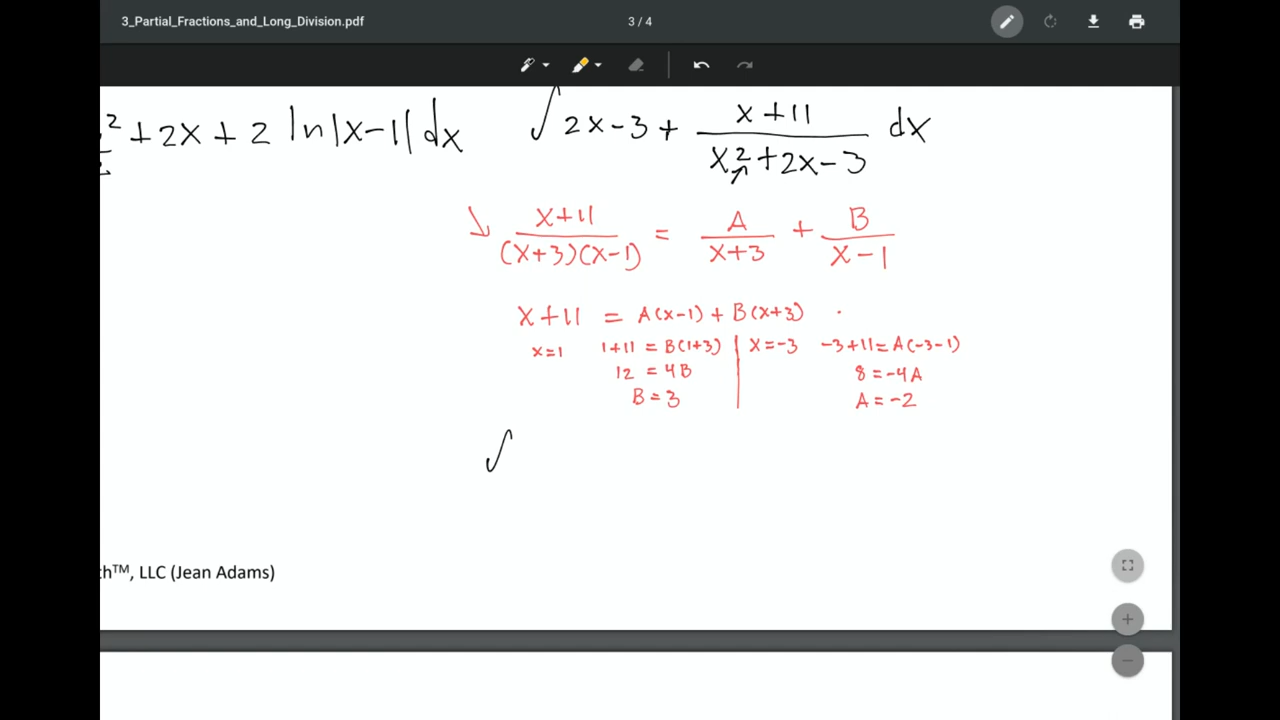 3_Partial_Fractions_and_Long_Division.pdf 3 / 4
² + 2x + 2 ln|x-1| dx
2
∫ 2x-3 + (x+11)/(x²+2x-3) dx
↘ (x+11)/((x+3)(x-1)) = A/(x+3) + B/(x-1)
x+11 = A(x-1) + B(x+3) .
x=1 1+11 = B(1+3) | x=-3 -3+11=A(-3-1)
12 = 4B 8 = -4A
B = 3 A = -2
∫
th™, LLC (Jean Adams)